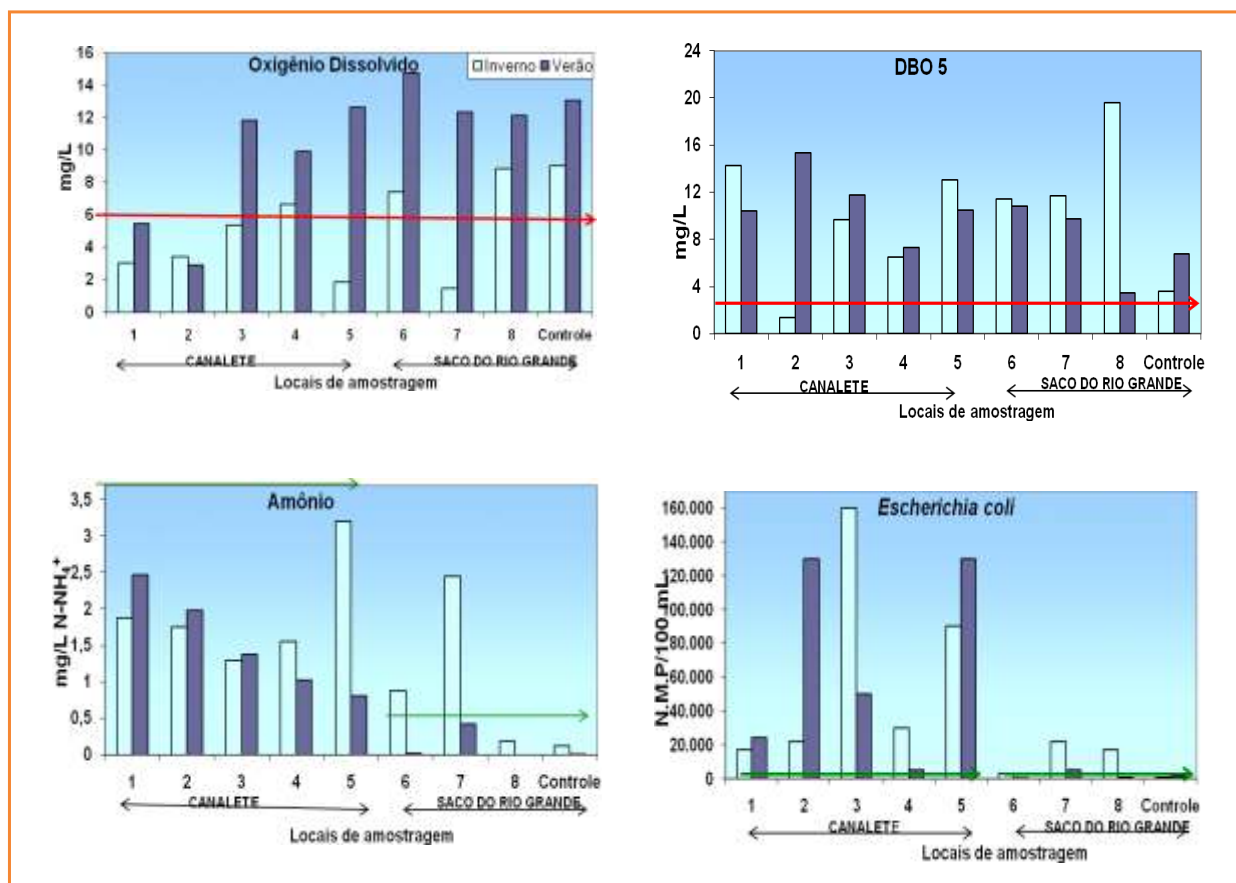 Oxigênio Dissolvido
Inverno Verão
mg/L
16
14
12
10
8
6
4
2
0
1 2 3 4 5 6 7 8 Controle
CANALETE SACO DO RIO GRANDE
Locais de amostragem
DBO 5
mg/L
24
20
16
12
8
4
0
1 2 3 4 5 6 7 8 Controle
CANALETE SACO DO RIO GRANDE
Locais de amostragem
Amônio
mg/L N-NH₄⁺
3,5
3
2,5
2
1,5
1
0,5
0
1 2 3 4 5 6 7 8 Controle
CANALETE SACO DO RIO GRANDE
Locais de amostragem
Escherichia coli
N.M.P/100 mL
160.000
140.000
120.000
100.000
80.000
60.000
40.000
20.000
0
1 2 3 4 5 6 7 8 Controle
CANALETE SACO DO RIO GRANDE
Locais de amostragem